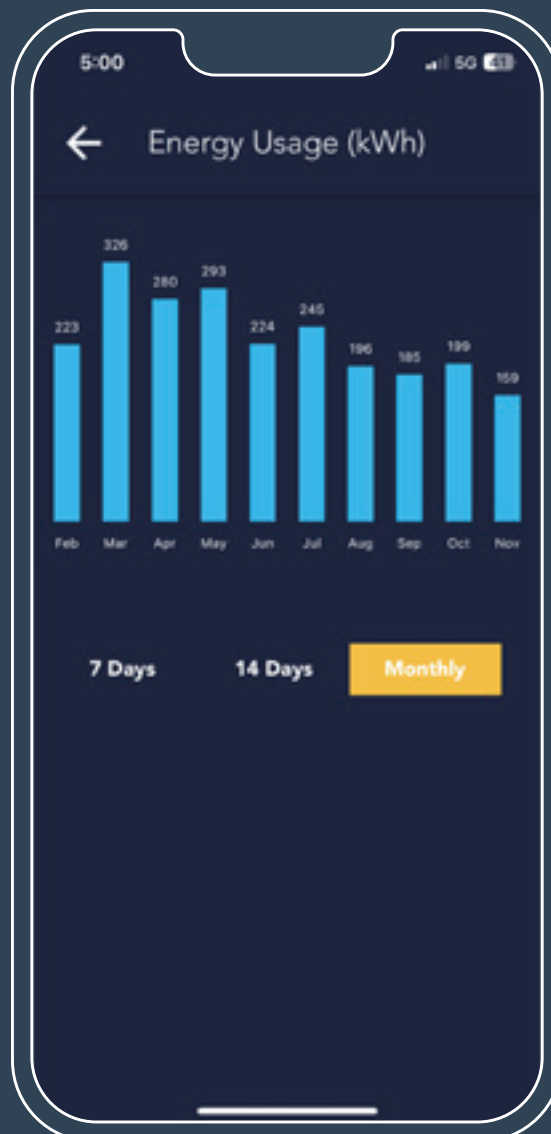 5:00 5G 41
Energy Usage (kWh)
326
293
280
245
223 224
196 199
185
159
Feb Mar Apr May Jun Jul Aug Sep Oct Nov
7 Days 14 Days Monthly